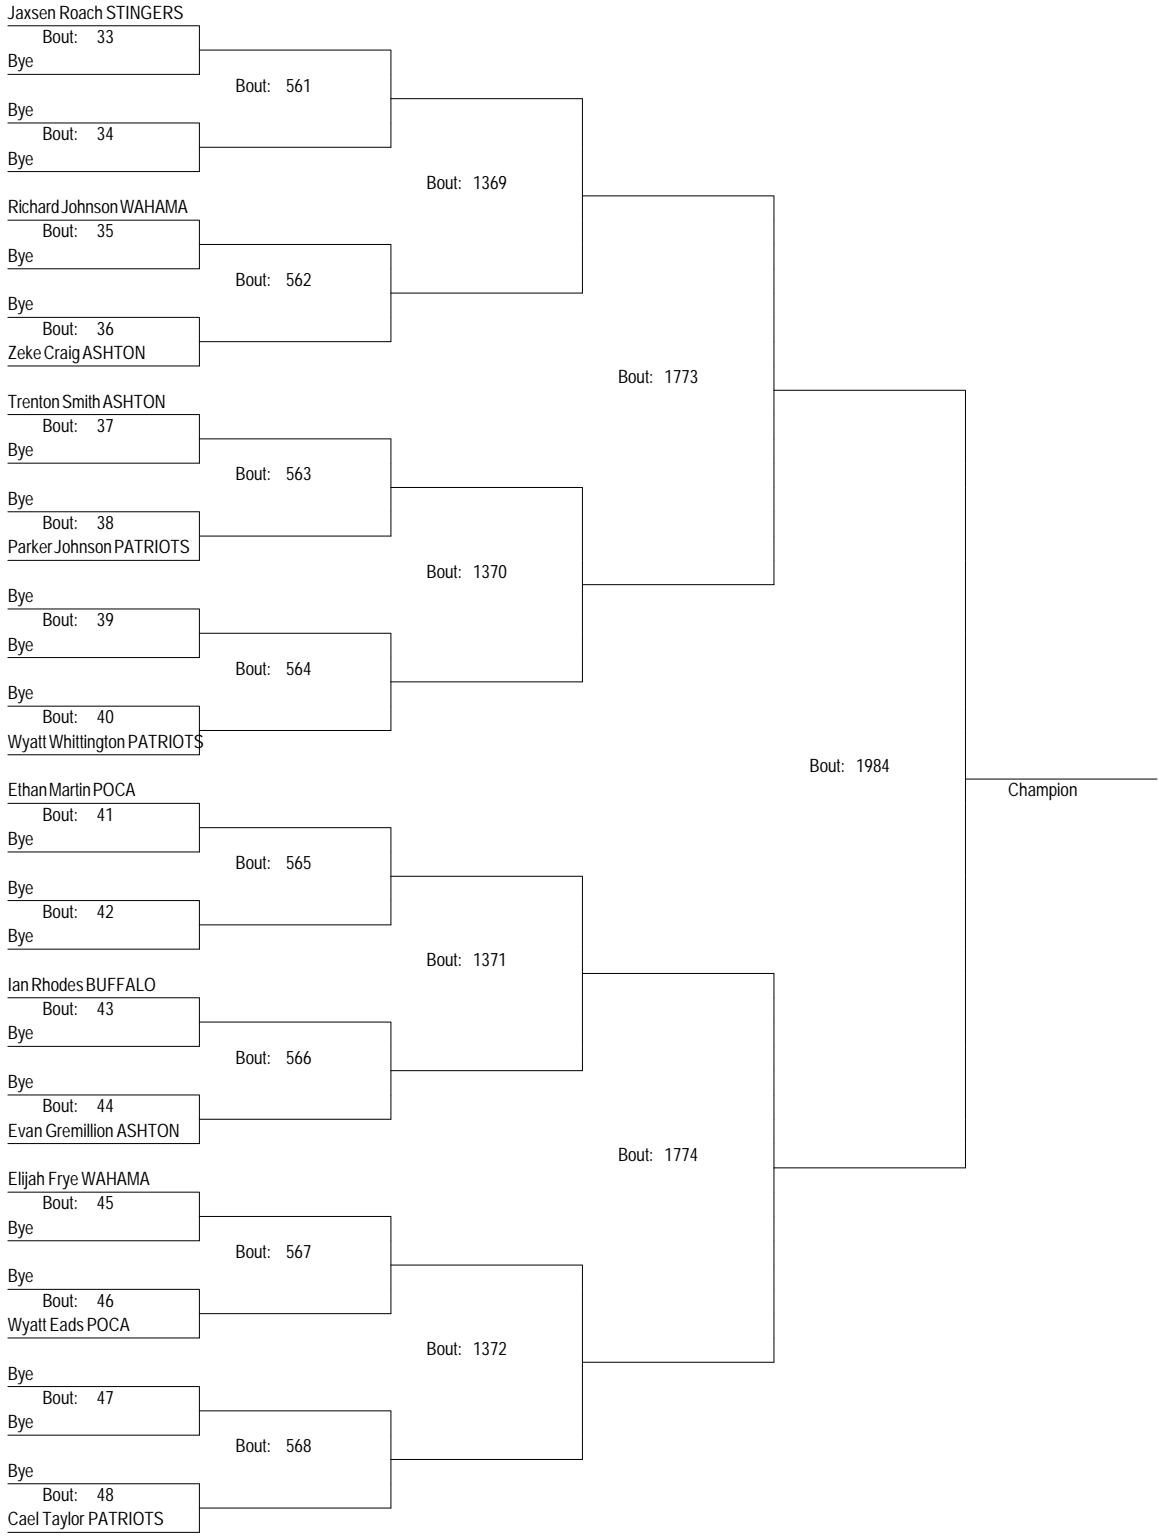 Jaxsen Roach STINGERS
Bout: 33
Bye
Bout: 561
Bye
Bout: 34
Bye
Bout: 1369
Richard Johnson WAHAMA
Bout: 35
Bye
Bout: 562
Bye
Bout: 36
Zeke Craig ASHTON
Bout: 1773
Trenton Smith ASHTON
Bout: 37
Bye
Bout: 563
Bye
Bout: 38
Parker Johnson PATRIOTS
Bout: 1370
Bye
Bout: 39
Bye
Bout: 564
Bye
Bout: 40
Wyatt Whittington PATRIOTS
Bout: 1984
Champion
Ethan Martin POCA
Bout: 41
Bye
Bout: 565
Bye
Bout: 42
Bye
Bout: 1371
Ian Rhodes BUFFALO
Bout: 43
Bye
Bout: 566
Bye
Bout: 44
Evan Gremillion ASHTON
Bout: 1774
Elijah Frye WAHAMA
Bout: 45
Bye
Bout: 567
Bye
Bout: 46
Wyatt Eads POCA
Bout: 1372
Bye
Bout: 47
Bye
Bout: 568
Bye
Bout: 48
Cael Taylor PATRIOTS